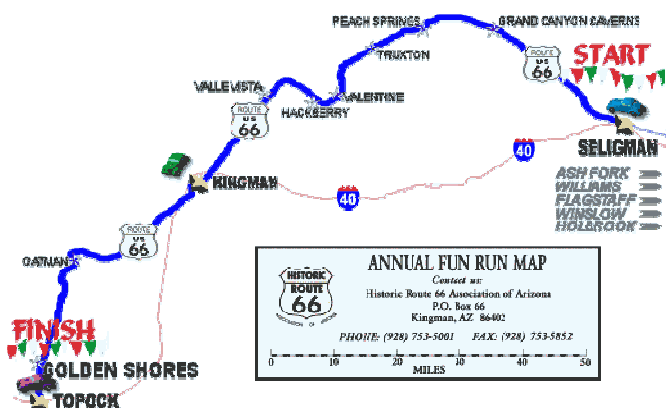 PEACH SPRINGS
GRAND CANYON CAVERNS
START
TRUXTON
ROUTE
US
66
VALLE VISTA
VALENTINE
HACKBERRY
ROUTE
US
66
40
SELIGMAN
ASH FORK
WILLIAMS
FLAGSTAFF
WINSLOW
HOLBROOK
KINGMAN
40
ROUTE
US
66
OATMAN
ANNUAL FUN RUN MAP
Contact us:
Historic Route 66 Association of Arizona
P.O. Box 66
Kingman, AZ 86402
PHONE: (928) 753-5001 FAX: (928) 753-5852
HISTORIC
ROUTE
66
ASSOCIATION OF ARIZONA
0 10 20 30 40 50
MILES
FINISH
GOLDEN SHORES
TOPOCK